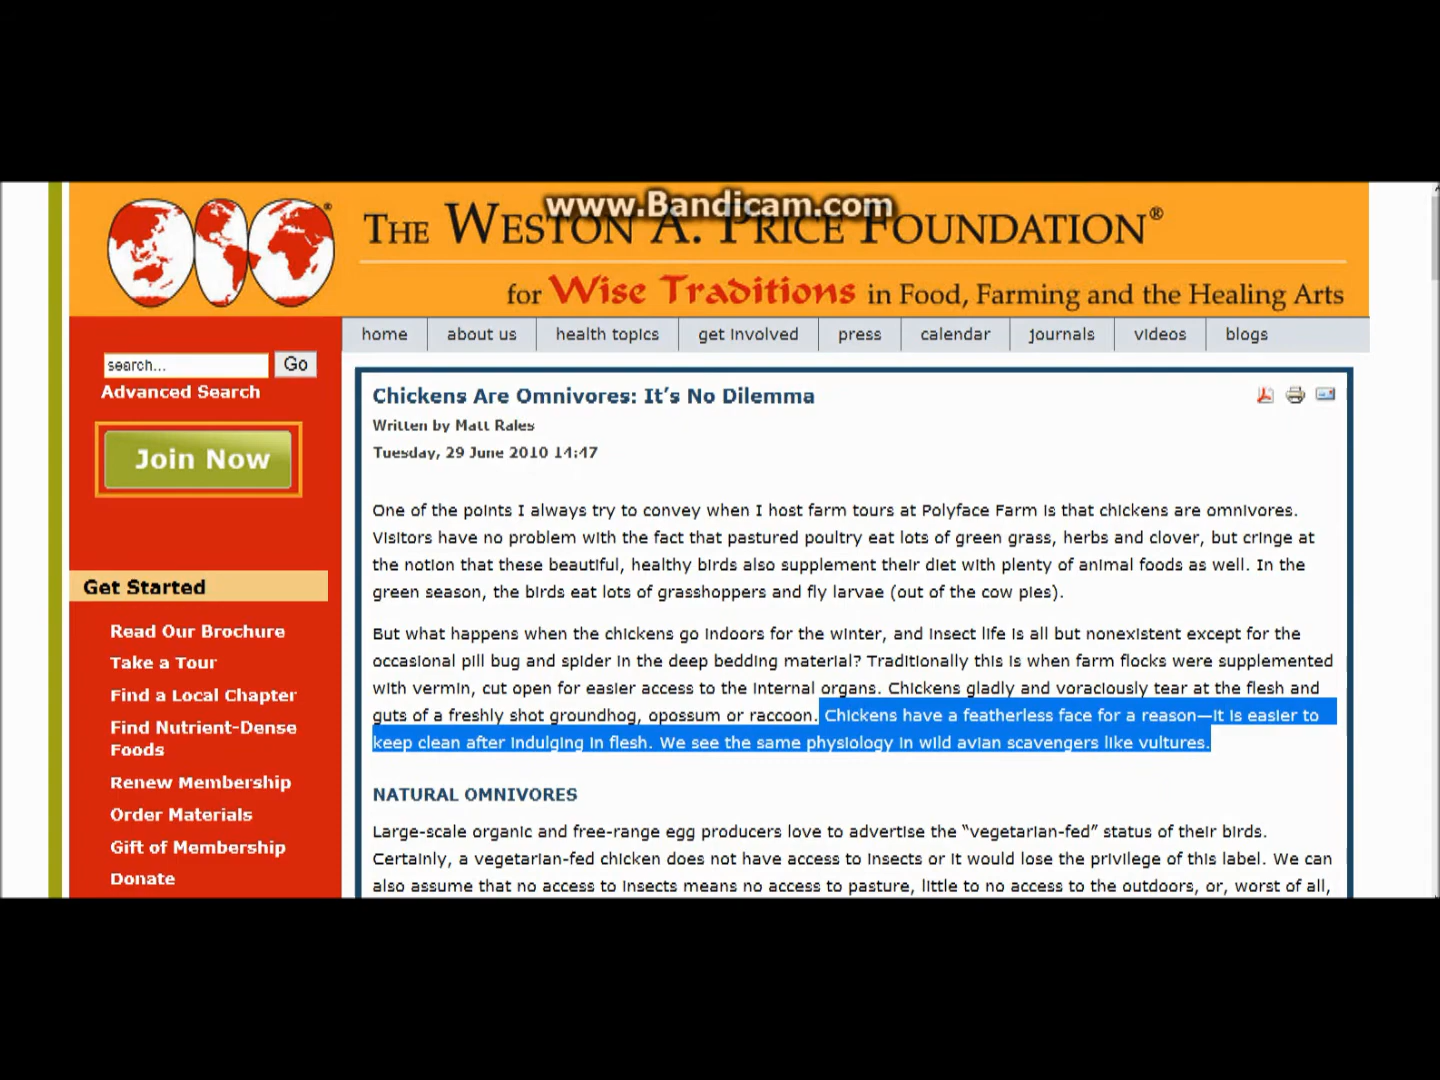 www.Bandicam.com
THE WESTON A. PRICE FOUNDATION®
for Wise Traditions in Food, Farming and the Healing Arts
home about us health topics get involved press calendar journals videos blogs
search... Go
Advanced Search
Join Now
Get Started
Read Our Brochure
Take a Tour
Find a Local Chapter
Find Nutrient-Dense
Foods
Renew Membership
Order Materials
Gift of Membership
Donate
Chickens Are Omnivores: It’s No Dilemma
Written by Matt Rales
Tuesday, 29 June 2010 14:47
One of the points I always try to convey when I host farm tours at Polyface Farm is that chickens are omnivores.
Visitors have no problem with the fact that pastured poultry eat lots of green grass, herbs and clover, but cringe at
the notion that these beautiful, healthy birds also supplement their diet with plenty of animal foods as well. In the
green season, the birds eat lots of grasshoppers and fly larvae (out of the cow pies).
But what happens when the chickens go indoors for the winter, and insect life is all but nonexistent except for the
occasional pill bug and spider in the deep bedding material? Traditionally this is when farm flocks were supplemented
with vermin, cut open for easier access to the internal organs. Chickens gladly and voraciously tear at the flesh and
guts of a freshly shot groundhog, opossum or raccoon. Chickens have a featherless face for a reason—it is easier to
keep clean after indulging in flesh. We see the same physiology in wild avian scavengers like vultures.
NATURAL OMNIVORES
Large-scale organic and free-range egg producers love to advertise the “vegetarian-fed” status of their birds.
Certainly, a vegetarian-fed chicken does not have access to insects or it would lose the privilege of this label. We can
also assume that no access to insects means no access to pasture, little to no access to the outdoors, or, worst of all,